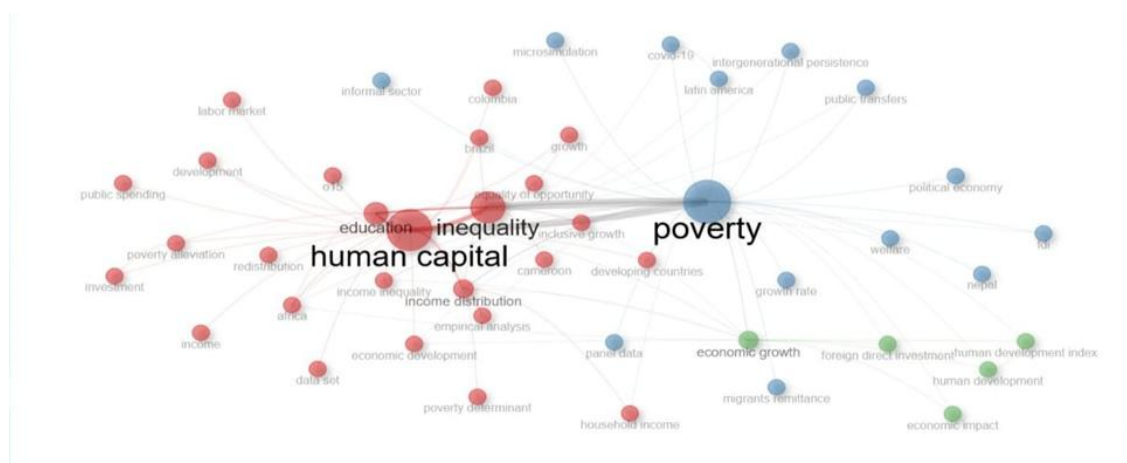 microsimulation
covid-19
intergenerational persistence
informal sector
colombia
latin america
public transfers
labor market
brazil
growth
development
o15
public spending
equality of opportunity
political economy
education
inequality
inclusive growth
poverty
fdi
human capital
poverty alleviation
redistribution
cameroon
developing countries
welfare
investment
income inequality
income distribution
growth rate
nepal
africa
empirical analysis
income
economic development
panel data
economic growth
foreign direct investment
human development index
data set
human development
poverty determinant
migrants remittance
household income
economic impact